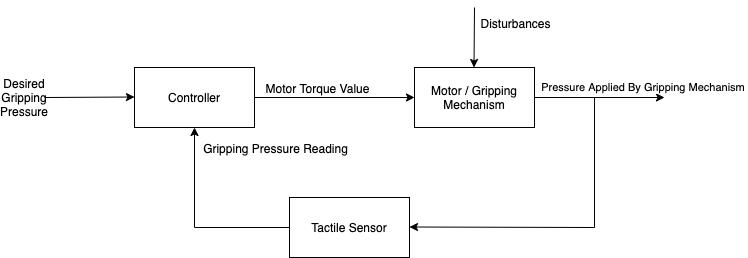 Disturbances
Desired
Gripping
Pressure
Controller
Motor Torque Value
Motor / Gripping
Mechanism
Pressure Applied By Gripping Mechanism
Gripping Pressure Reading
Tactile Sensor